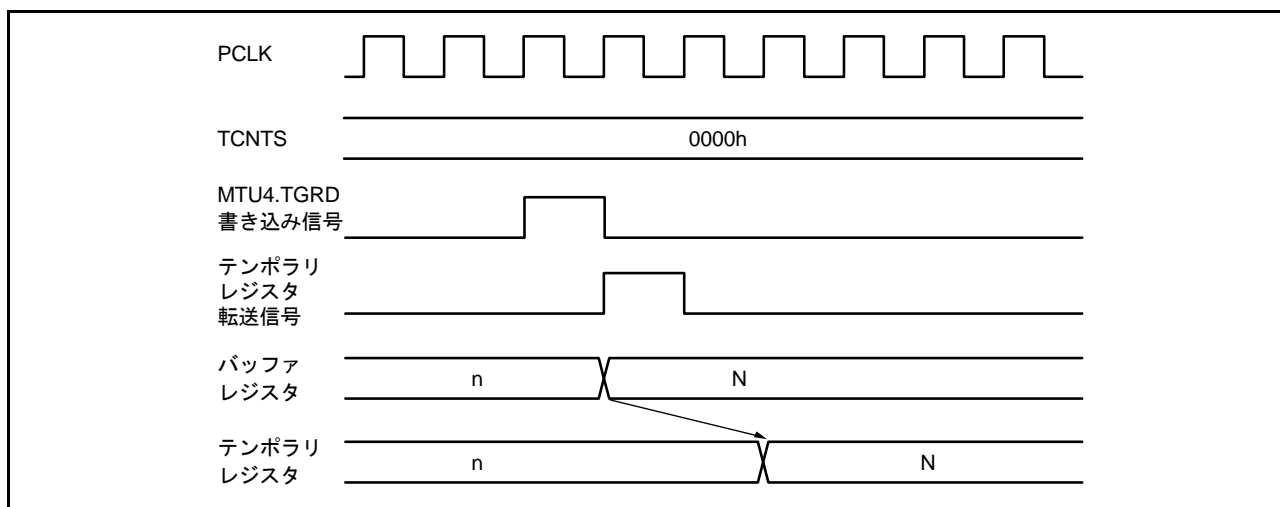 PCLK
TCNTS
0000h
MTU4.TGRD
書き込み信号
テンポラリ
レジスタ
転送信号
バッファ
レジスタ
n
N
テンポラリ
レジスタ
n
N